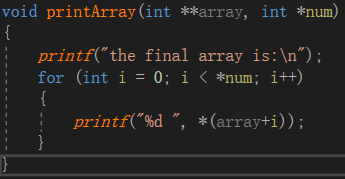 void printArray(int **array, int *num)
{
    printf("the final array is:\n");
    for (int i = 0; i < *num; i++)
    {
        printf("%d ", *(array+i));
    }
}